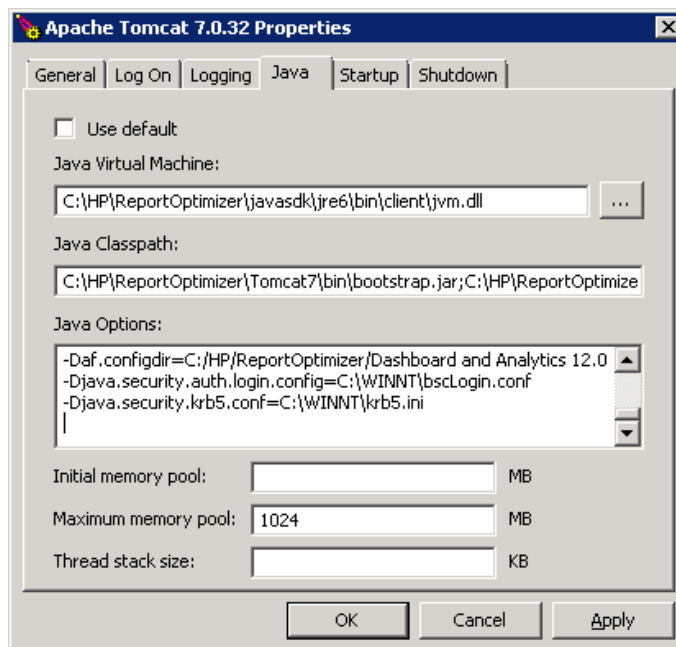 Apache Tomcat 7.0.32 Properties
General Log On Logging Java Startup Shutdown
Use default
Java Virtual Machine:
C:\HP\ReportOptimizer\javasdk\jre6\bin\client\jvm.dll ...
Java Classpath:
C:\HP\ReportOptimizer\Tomcat7\bin\bootstrap.jar;C:\HP\ReportOptimize
Java Options:
-Daf.configdir=C:/HP/ReportOptimizer/Dashboard and Analytics 12.0
-Djava.security.auth.login.config=C:\WINNT\bscLogin.conf
-Djava.security.krb5.conf=C:\WINNT\krb5.ini
Initial memory pool: MB
Maximum memory pool: 1024 MB
Thread stack size: KB
OK Cancel Apply